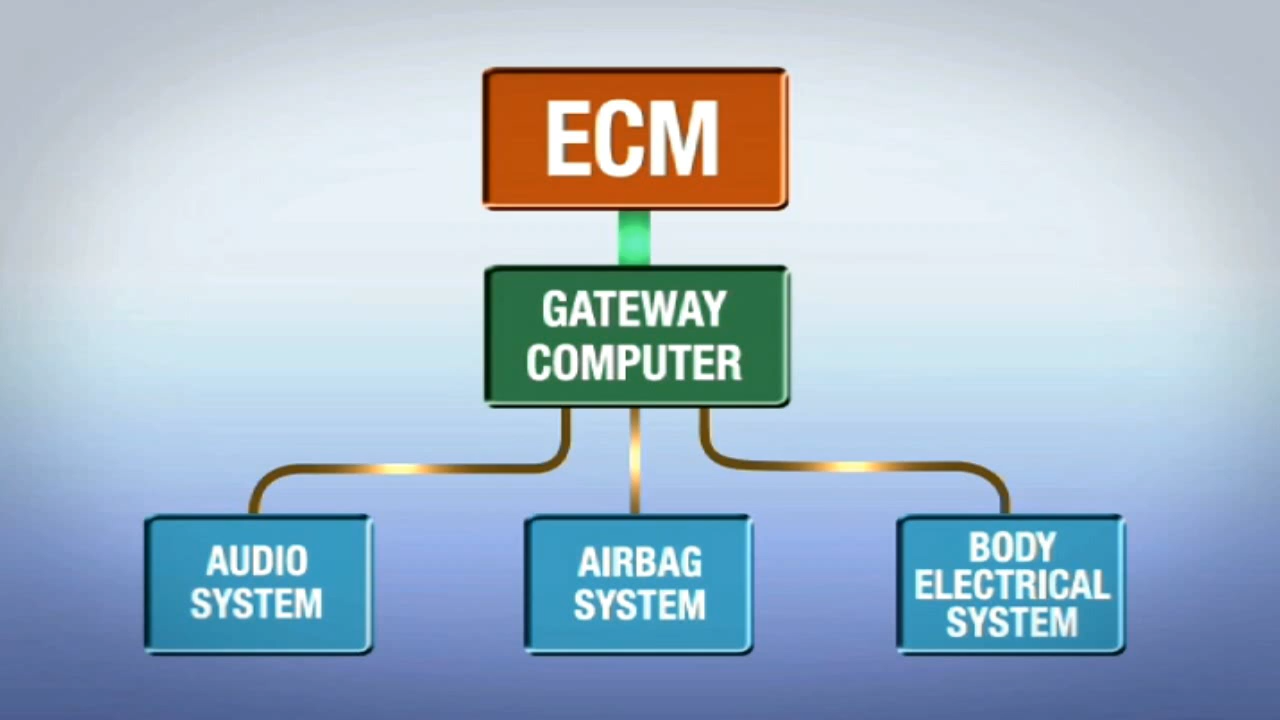 ECM
GATEWAY
COMPUTER
AUDIO
SYSTEM
AIRBAG
SYSTEM
BODY
ELECTRICAL
SYSTEM